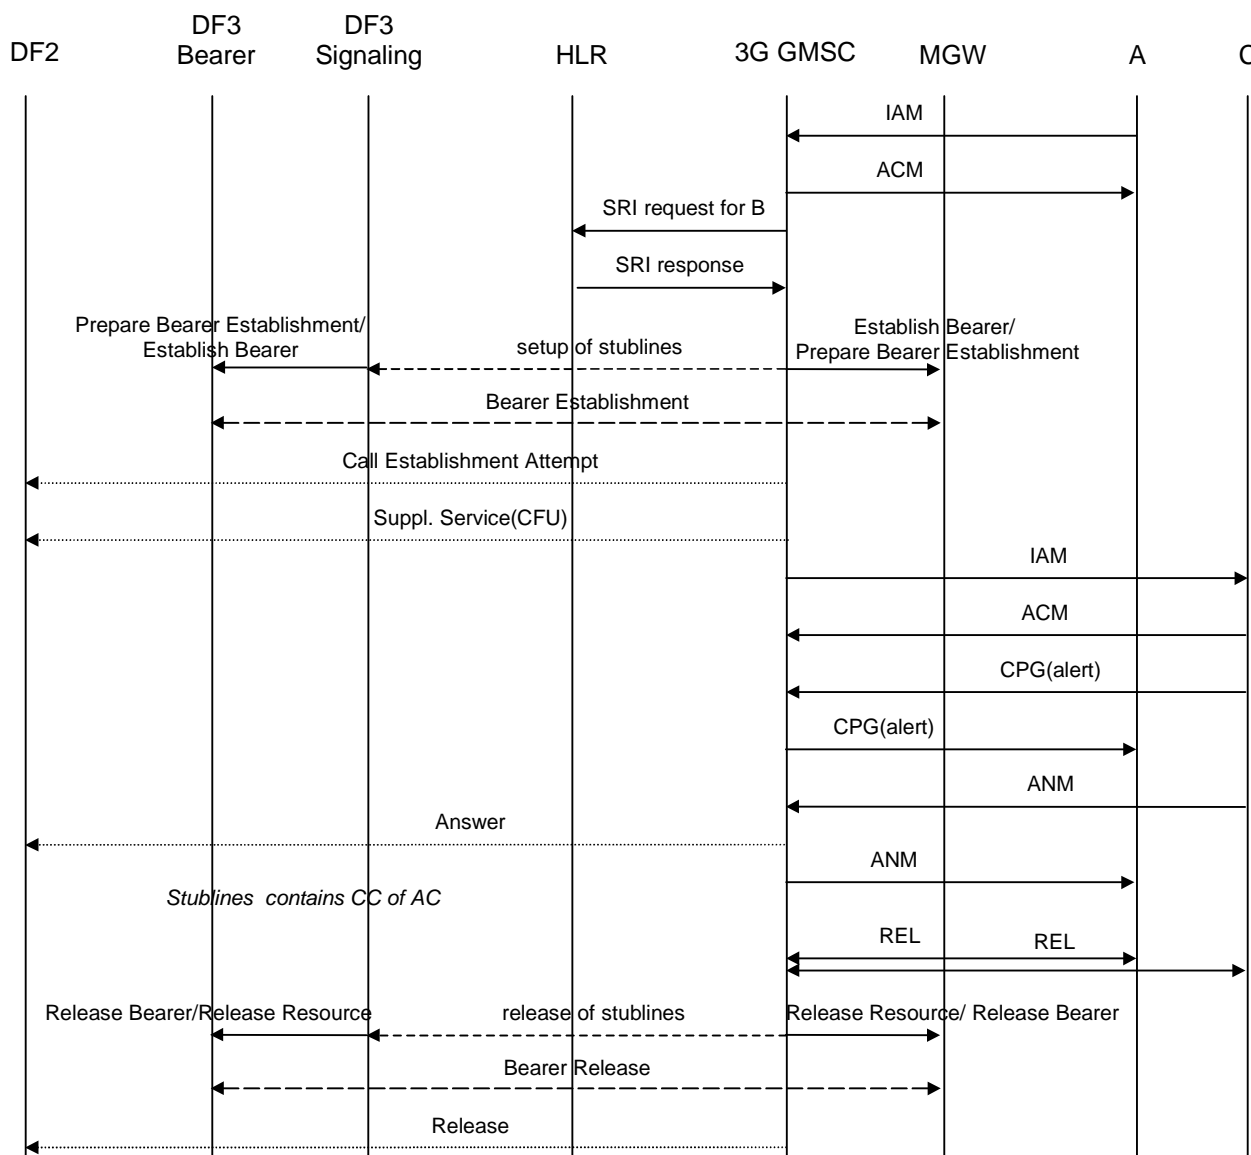 DF2
DF3
Bearer
DF3
Signaling
HLR
3G GMSC
MGW
A
C
IAM
ACM
SRI request for B
SRI response
Prepare Bearer Establishment/
Establish Bearer
setup of stublines
Establish Bearer/
Prepare Bearer Establishment
Bearer Establishment
Call Establishment Attempt
Suppl. Service(CFU)
IAM
ACM
CPG(alert)
CPG(alert)
ANM
Answer
ANM
Stublines contains CC of AC
REL
REL
Release Bearer/Release Resource
release of stublines
Release Resource/ Release Bearer
Bearer Release
Release